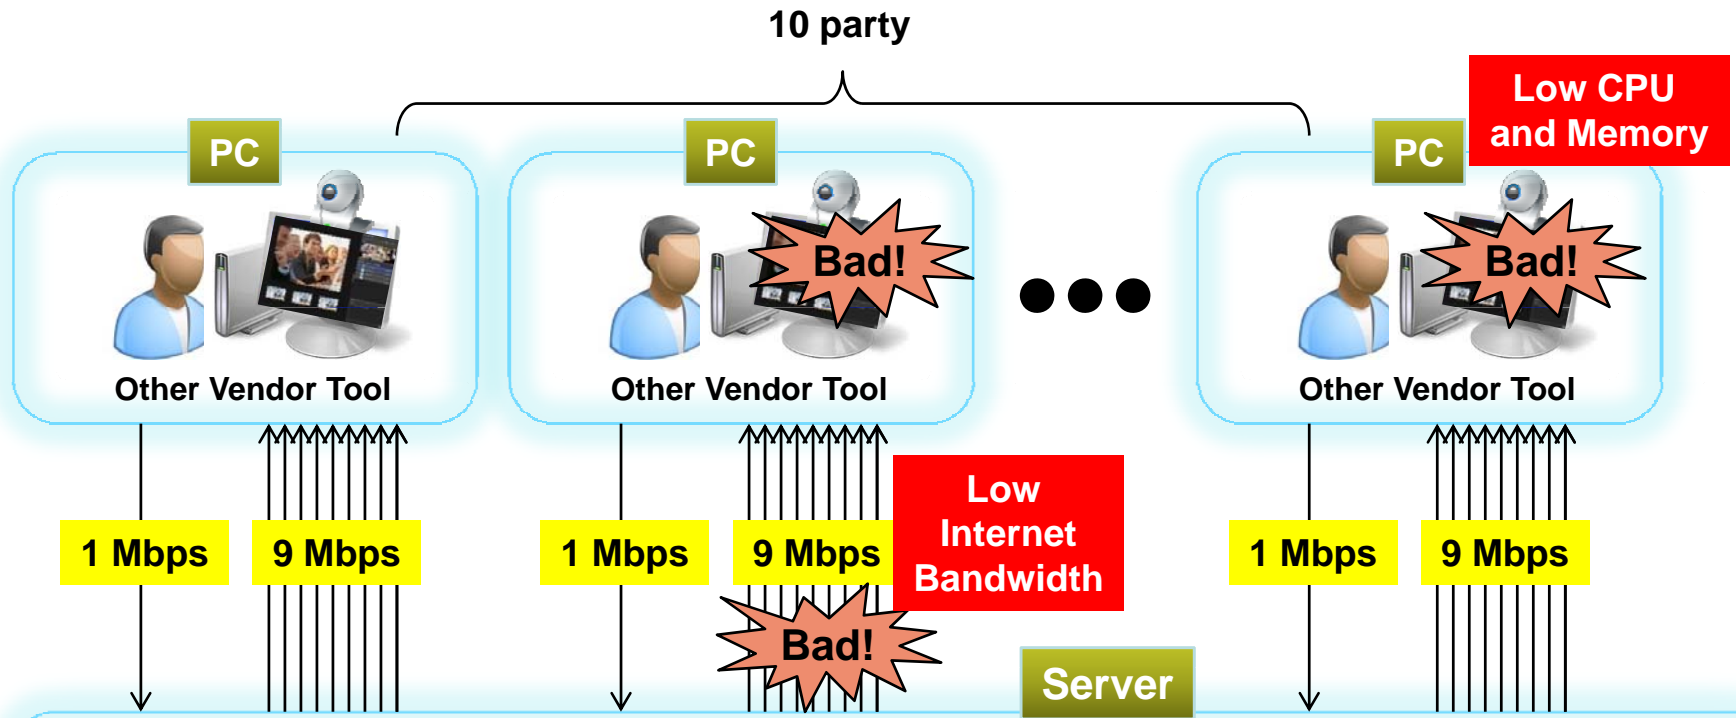 10 party
Low CPU
and Memory
PC
PC
PC
Bad!
Bad!
Other Vendor Tool
Other Vendor Tool
Other Vendor Tool
Low
Internet
Bandwidth
1 Mbps
9 Mbps
1 Mbps
9 Mbps
1 Mbps
9 Mbps
Bad!
Server